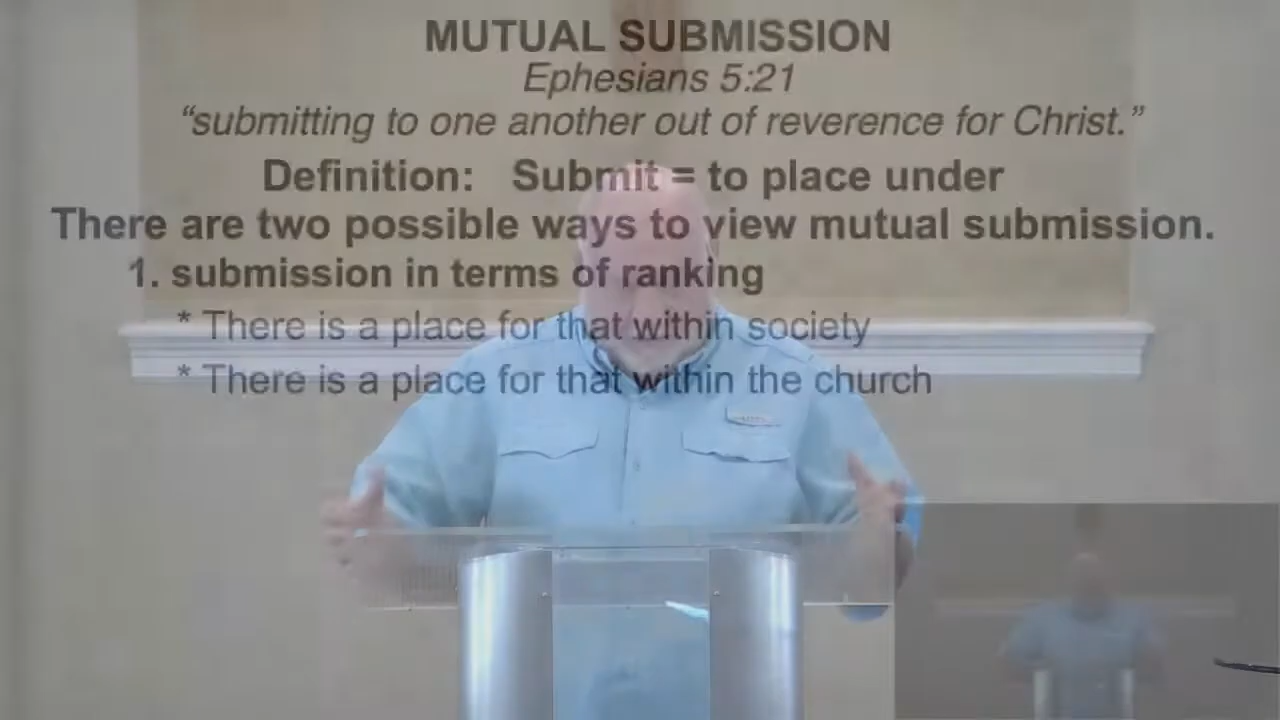 MUTUAL SUBMISSION
Ephesians 5:21
“submitting to one another out of reverence for Christ.”
Definition: Submit = to place under
There are two possible ways to view mutual submission.
1. submission in terms of ranking
* There is a place for that within society
* There is a place for that within the church